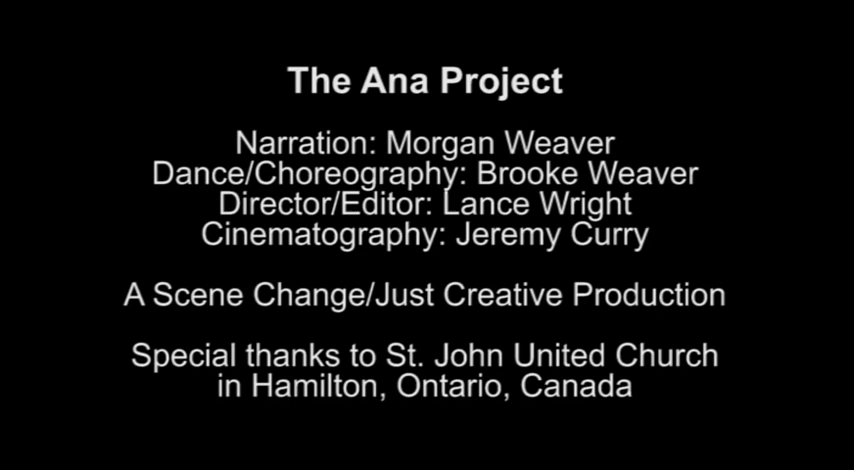 The Ana Project
Narration: Morgan Weaver
Dance/Choreography: Brooke Weaver
Director/Editor: Lance Wright
Cinematography: Jeremy Curry
A Scene Change/Just Creative Production
Special thanks to St. John United Church
in Hamilton, Ontario, Canada